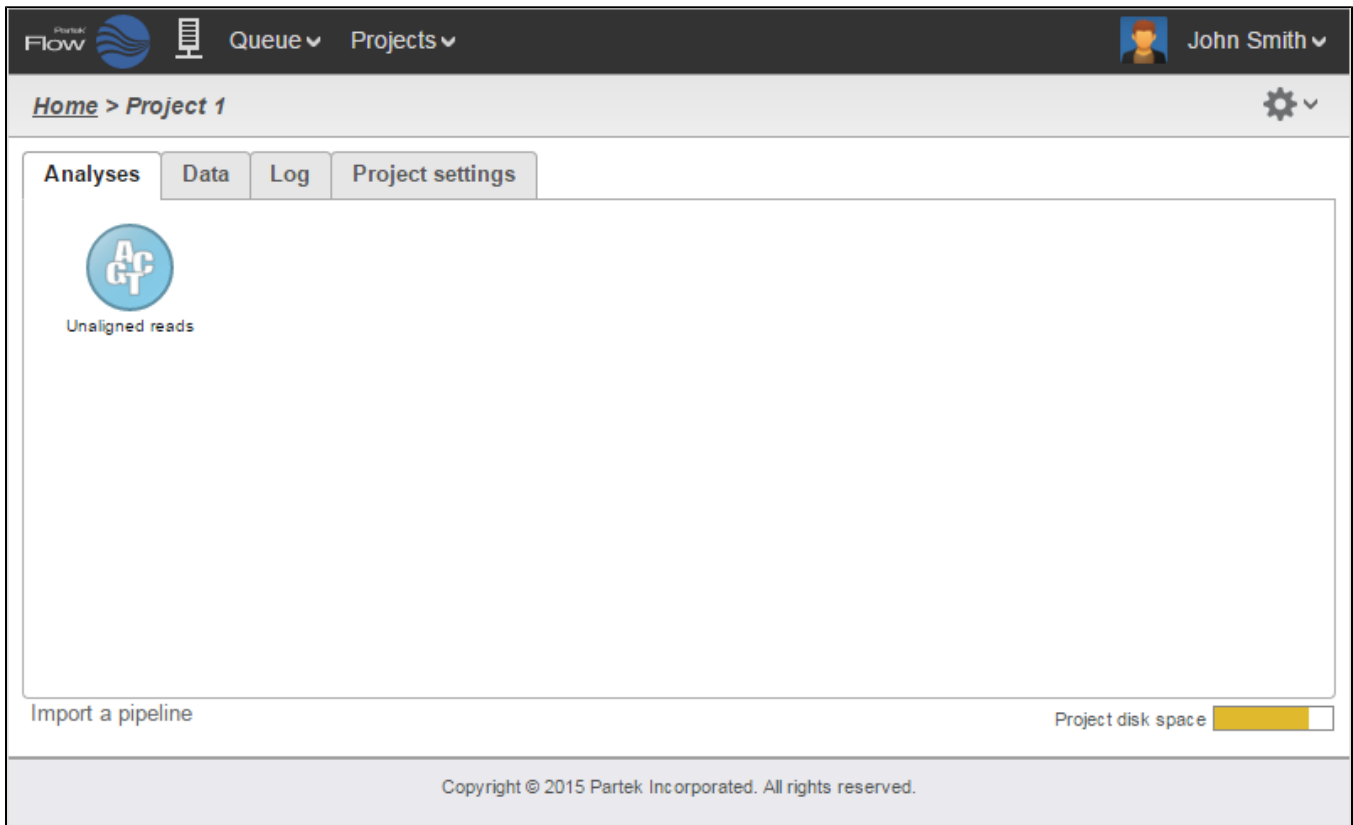 Partek
Flow
Queue
Projects
John Smith
Home > Project 1
Analyses
Data
Log
Project settings
ACGT
Unaligned reads
Import a pipeline
Project disk space
Copyright © 2015 Partek Incorporated. All rights reserved.